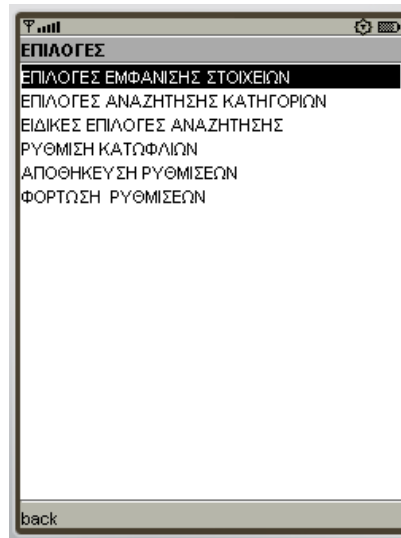 ΕΠΙΛΟΓΕΣ
ΕΠΙΛΟΓΕΣ ΕΜΦΑΝΙΣΗΣ ΣΤΟΙΧΕΙΩΝ
ΕΠΙΛΟΓΕΣ ΑΝΑΖΗΤΗΣΗΣ ΚΑΤΗΓΟΡΙΩΝ
ΕΙΔΙΚΕΣ ΕΠΙΛΟΓΕΣ ΑΝΑΖΗΤΗΣΗΣ
ΡΥΘΜΙΣΗ ΚΑΤΩΦΛΙΩΝ
ΑΠΟΘΗΚΕΥΣΗ ΡΥΘΜΙΣΕΩΝ
ΦΟΡΤΩΣΗ ΡΥΘΜΙΣΕΩΝ
back